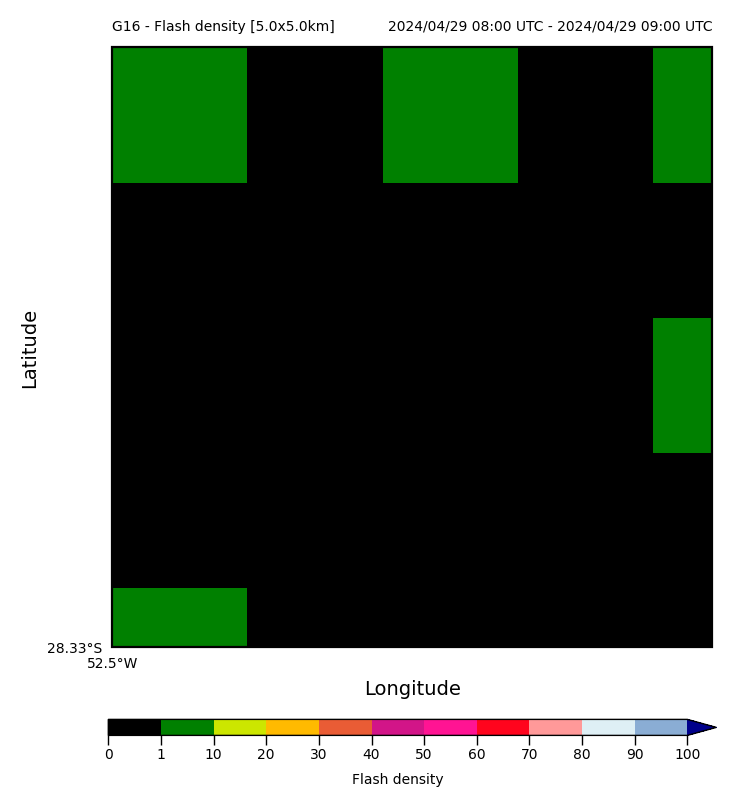 G16 - Flash density [5.0x5.0km] 2024/04/29 08:00 UTC - 2024/04/29 09:00 UTC
Latitude
28.33°S
52.5°W
Longitude
0 1 10 20 30 40 50 60 70 80 90 100
Flash density